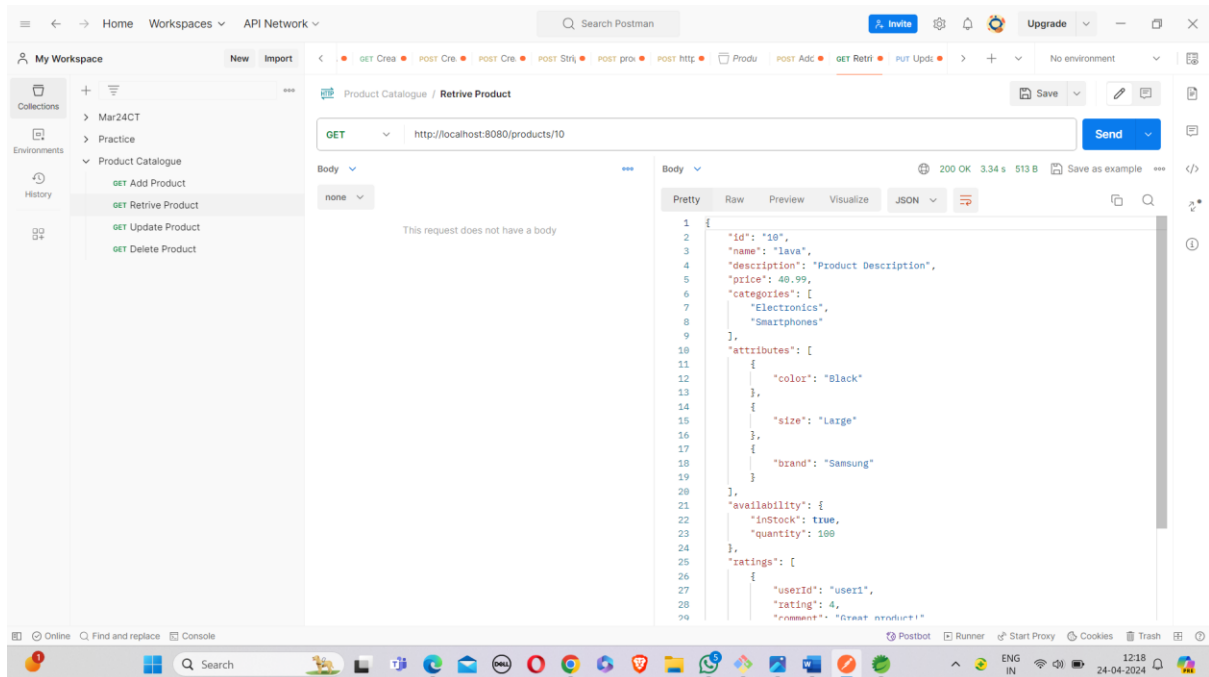 Home Workspaces API Network Search Postman Invite Upgrade
My Workspace New Import GET Crea POST Cre. POST Cre. POST Stri POST pro POST http Produ POST Adc GET Retri PUT Upd No environment
Collections
Environments
History
Mar24CT
Practice
Product Catalogue
GET Add Product
GET Retrive Product
GET Update Product
GET Delete Product
HTTP Product Catalogue / Retrive Product Save
GET http://localhost:8080/products/10 Send
Body
none
This request does not have a body
Body 200 OK 3.34 s 513 B Save as example
Pretty Raw Preview Visualize JSON
1 {
2 "id": "10",
3 "name": "lava",
4 "description": "Product Description",
5 "price": 40.99,
6 "categories": [
7 "Electronics",
8 "Smartphones"
9 ],
10 "attributes": [
11 {
12 "color": "Black"
13 },
14 {
15 "size": "Large"
16 },
17 {
18 "brand": "Samsung"
19 }
20 ],
21 "availability": {
22 "inStock": true,
23 "quantity": 100
24 },
25 "ratings": [
26 {
27 "userId": "user1",
28 "rating": 4,
29 "comment": "Great product!"
Online Find and replace Console Postbot Runner Start Proxy Cookies Trash
1 Search DELL 9 ENG 12:18
IN 24-04-2024 PRE